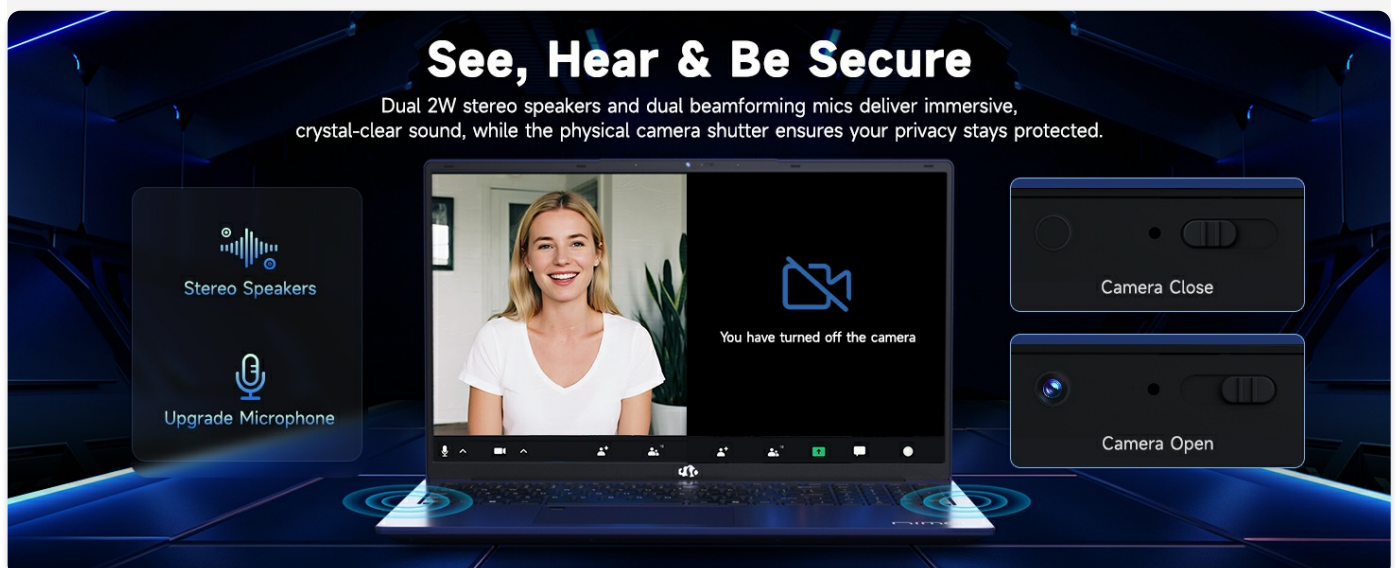 See, Hear & Be Secure
Dual 2W stereo speakers and dual beamforming mics deliver immersive,
crystal-clear sound, while the physical camera shutter ensures your privacy stays protected.
Stereo Speakers
Upgrade Microphone
You have turned off the camera
Camera Close
Camera Open